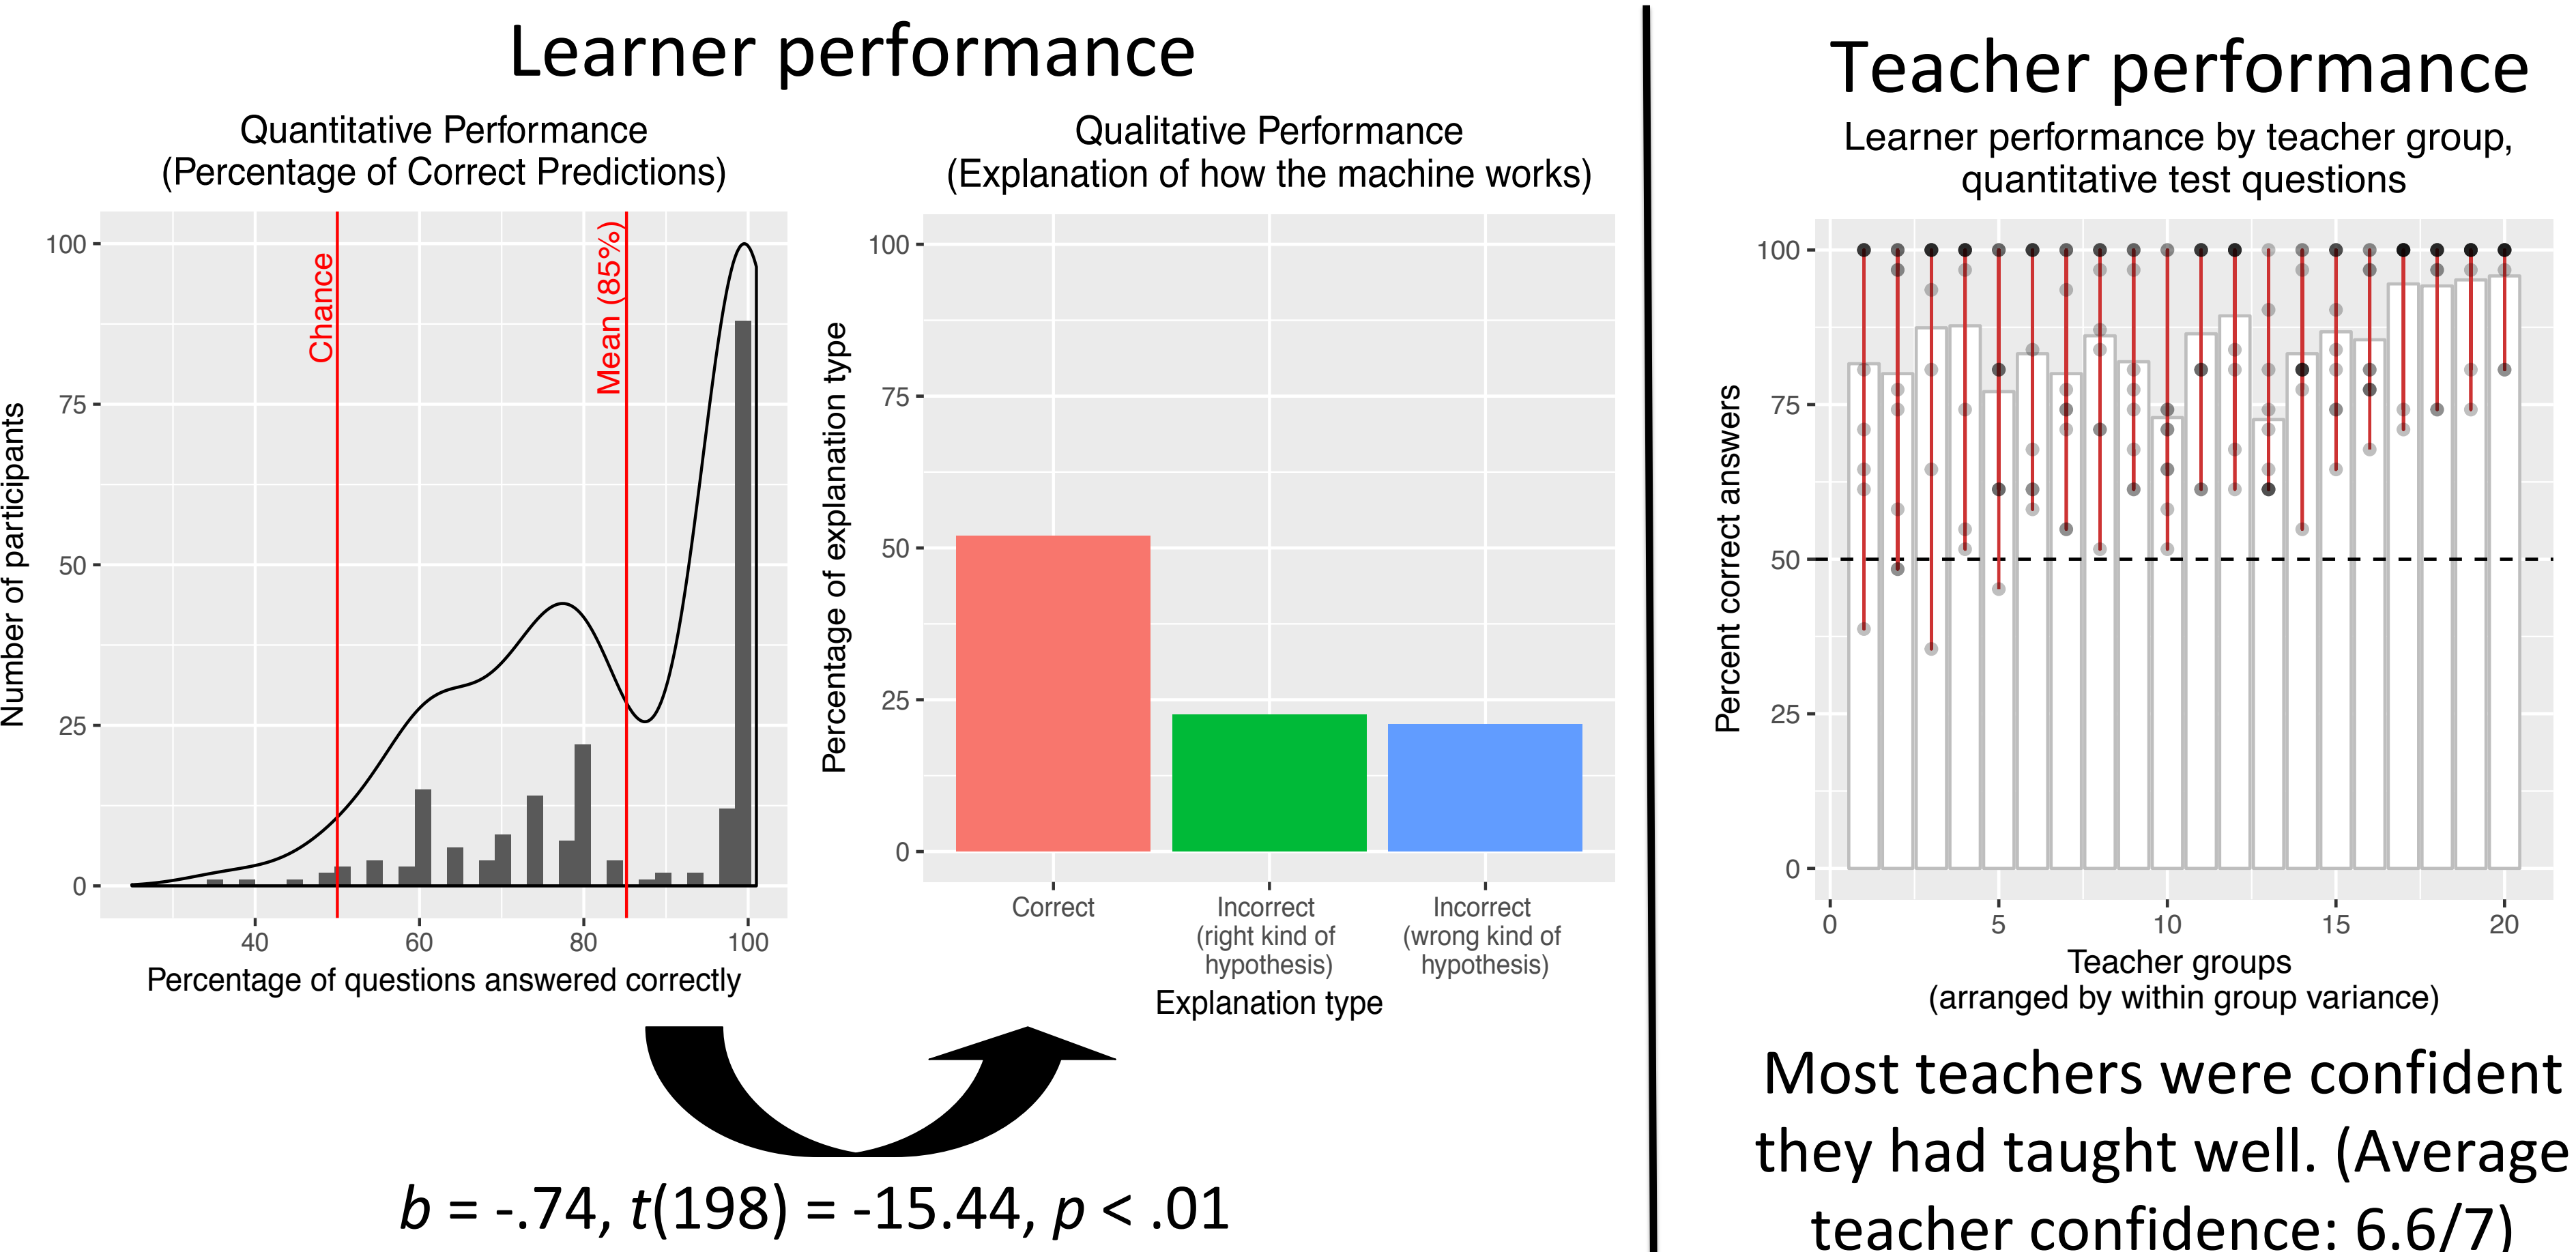 Learner performance
Quantitative Performance
(Percentage of Correct Predictions)
Number of participants
100
75
50
25
0
Chance
Mean (85%)
40
60
80
100
Percentage of questions answered correctly
Qualitative Performance
(Explanation of how the machine works)
Percentage of explanation type
100
75
50
25
0
Correct
Incorrect
(right kind of
hypothesis)
Incorrect
(wrong kind of
hypothesis)
Explanation type
b = -.74, t(198) = -15.44, p < .01
Teacher performance
Learner performance by teacher group,
quantitative test questions
Percent correct answers
100
75
50
25
0
0
5
10
15
20
Teacher groups
(arranged by within group variance)
Most teachers were confident
they had taught well. (Average
teacher confidence: 6.6/7)